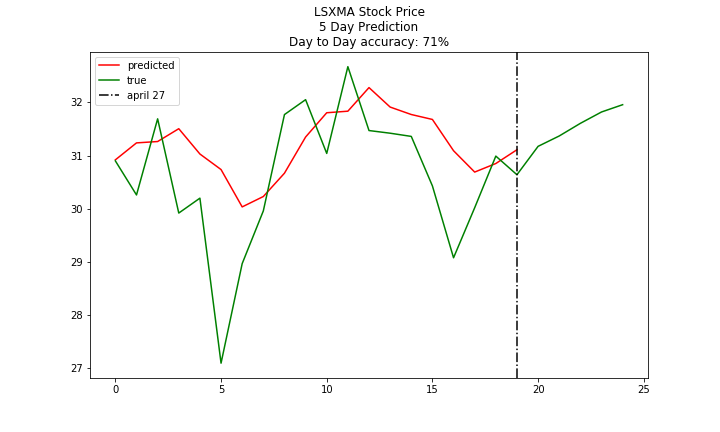 LSXMA Stock Price
5 Day Prediction
Day to Day accuracy: 71%
predicted
true
april 27
32
31
30
29
28
27
0
5
10
15
20
25